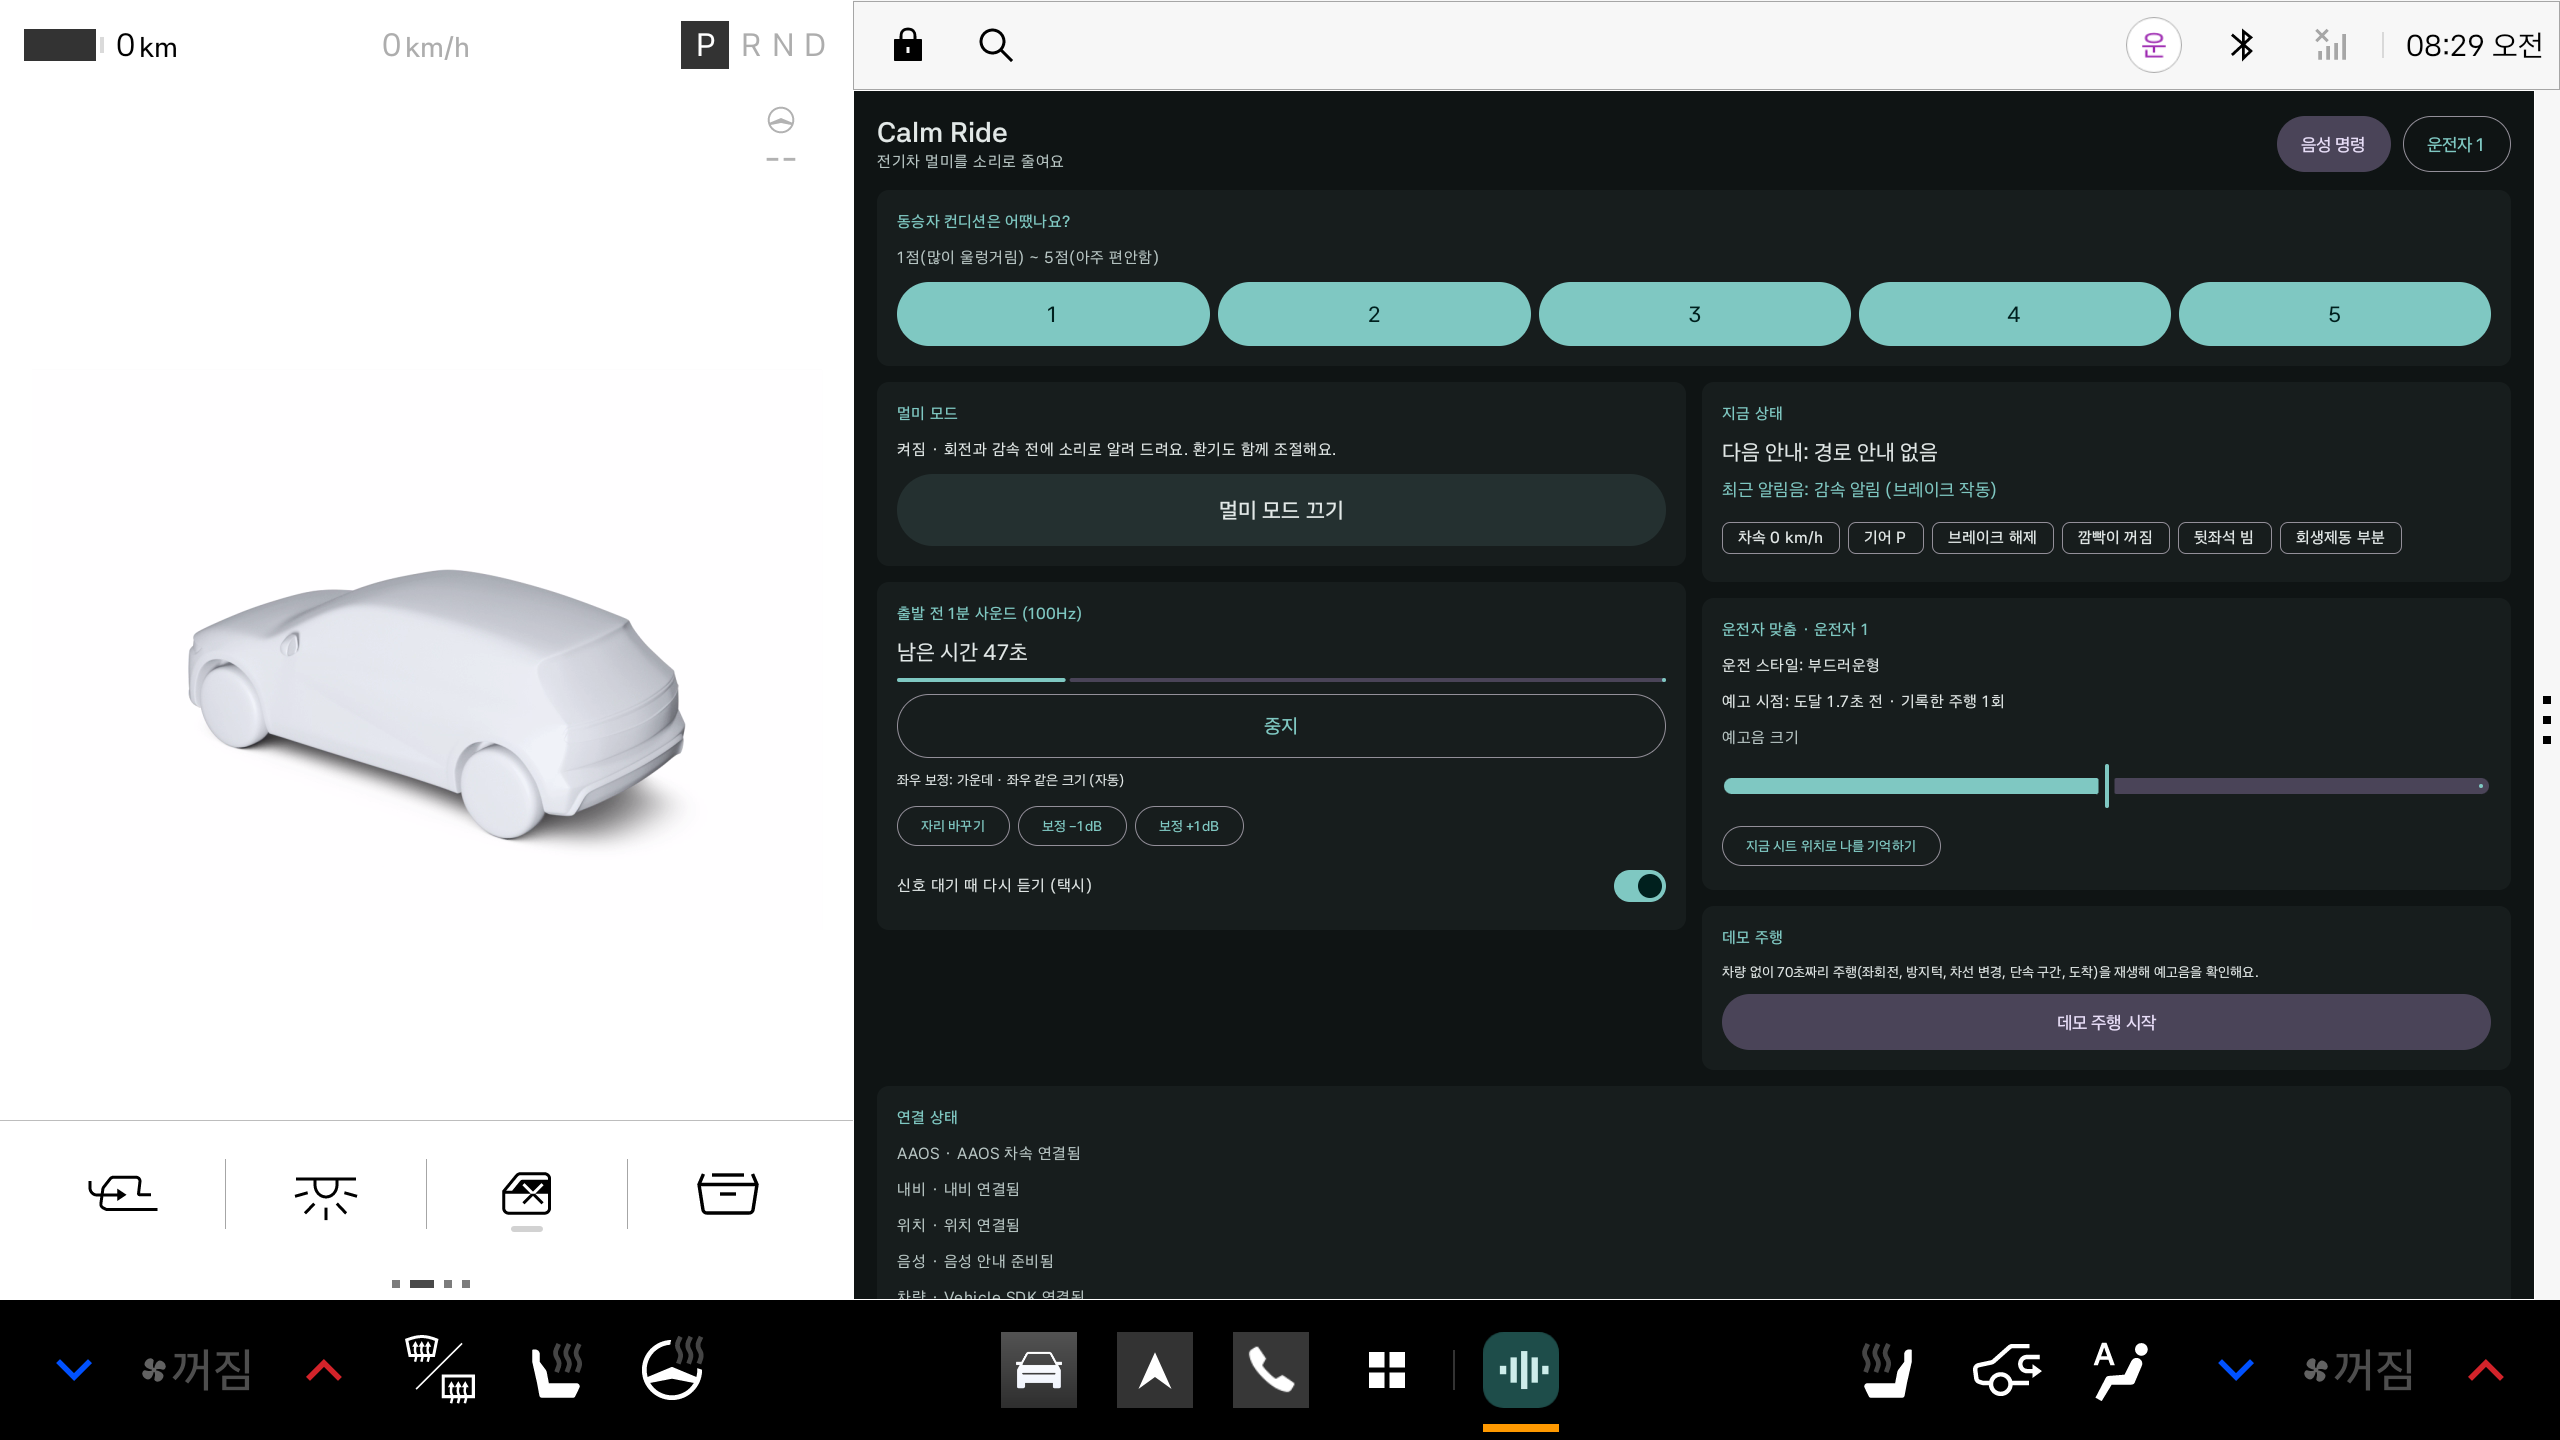 0 km
0 km/h
P R N D
운
08:29 오전
Calm Ride
전기차 멀미를 소리로 줄여요
음성 명령
운전자 1
동승자 컨디션은 어땠나요?
1점(많이 울렁거림) ~ 5점(아주 편안함)
1
2
3
4
5
멀미 모드
켜짐 · 회전과 감속 전에 소리로 알려 드려요. 환기도 함께 조절해요.
멀미 모드 끄기
출발 전 1분 사운드 (100Hz)
남은 시간 47초
중지
좌우 보정: 가운데 · 좌우 같은 크기 (자동)
자리 바꾸기
보정 −1dB
보정 +1dB
신호 대기 때 다시 듣기 (택시)
지금 상태
다음 안내: 경로 안내 없음
최근 알림음: 감속 알림 (브레이크 작동)
차속 0 km/h
기어 P
브레이크 해제
깜빡이 꺼짐
뒷좌석 빔
회생제동 부분
운전자 맞춤 · 운전자 1
운전 스타일: 부드러운형
예고 시점: 도달 1.7초 전 · 기록한 주행 1회
예고음 크기
지금 시트 위치로 나를 기억하기
데모 주행
차량 없이 70초짜리 주행(좌회전, 방지턱, 차선 변경, 단속 구간, 도착)을 재생해 예고음을 확인해요.
데모 주행 시작
연결 상태
AAOS · AAOS 차속 연결됨
내비 · 내비 연결됨
위치 · 위치 연결됨
음성 · 음성 안내 준비됨
차량 · Vehicle SDK 연결됨
꺼짐
A
꺼짐